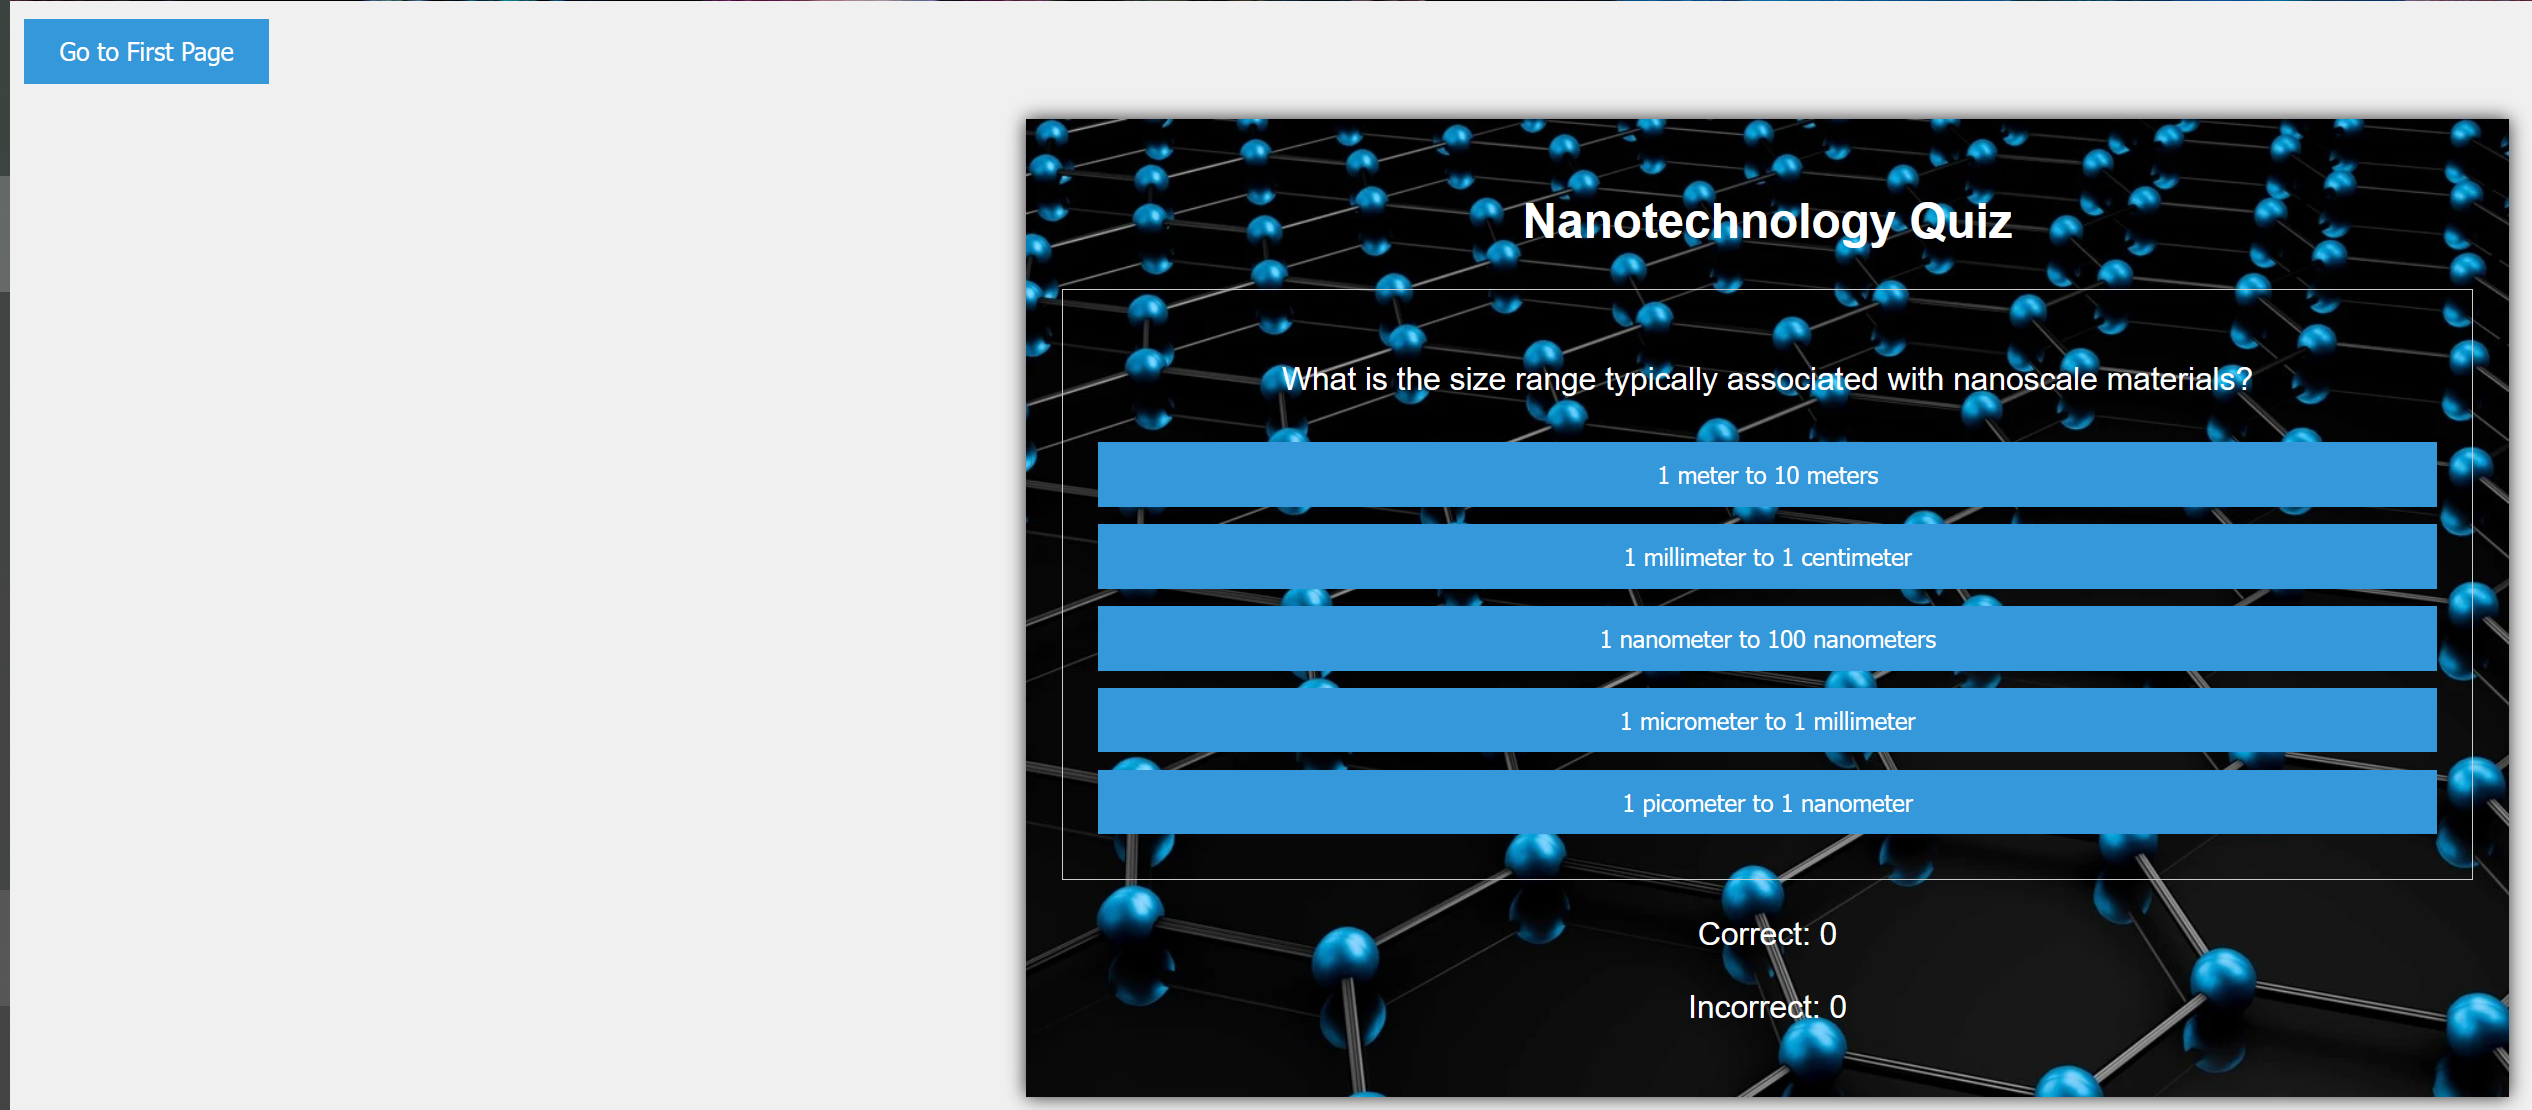 Go to First Page
Nanotechnology Quiz
What is the size range typically associated with nanoscale materials?
1 meter to 10 meters
1 millimeter to 1 centimeter
1 nanometer to 100 nanometers
1 micrometer to 1 millimeter
1 picometer to 1 nanometer
Correct: 0
Incorrect: 0